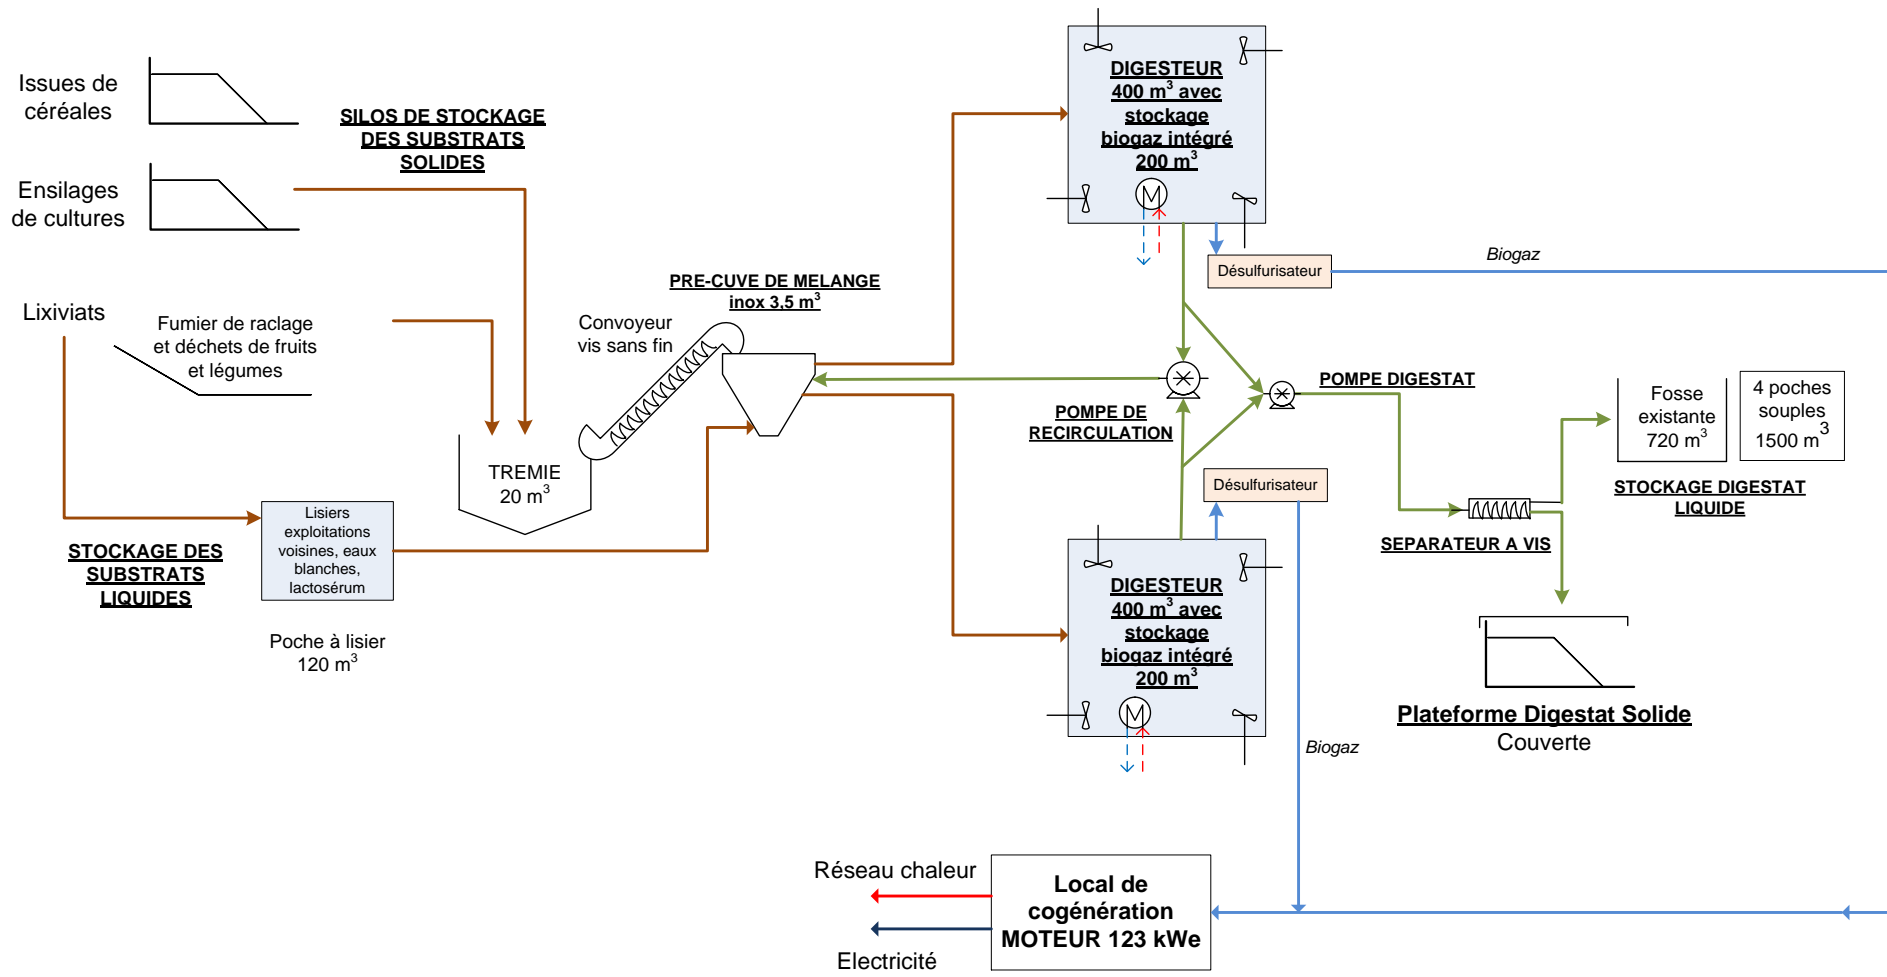 Issues de
céréales
SILOS DE STOCKAGE
DES SUBSTRATS
SOLIDES
Ensilages
de cultures
Lixiviats
Fumier de raclage
et déchets de fruits
et légumes
Convoyeur
vis sans fin
PRE-CUVE DE MELANGE
inox 3,5 m³
TREMIE
20 m³
STOCKAGE DES
SUBSTRATS
LIQUIDES
Lisiers
exploitations
voisines, eaux
blanches,
lactosérum
Poche à lisier
120 m³
DIGESTEUR
400 m³ avec
stockage
biogaz intégré
200 m³
M
Désulfurisateur
Biogaz
POMPE DE
RECIRCULATION
POMPE DIGESTAT
Fosse
existante
720 m³
4 poches
souples
1500 m³
STOCKAGE DIGESTAT
LIQUIDE
SEPARATEUR A VIS
Désulfurisateur
DIGESTEUR
400 m³ avec
stockage
biogaz intégré
200 m³
M
Biogaz
Plateforme Digestat Solide
Couverte
Réseau chaleur
Electricité
Local de
cogénération
MOTEUR 123 kWe